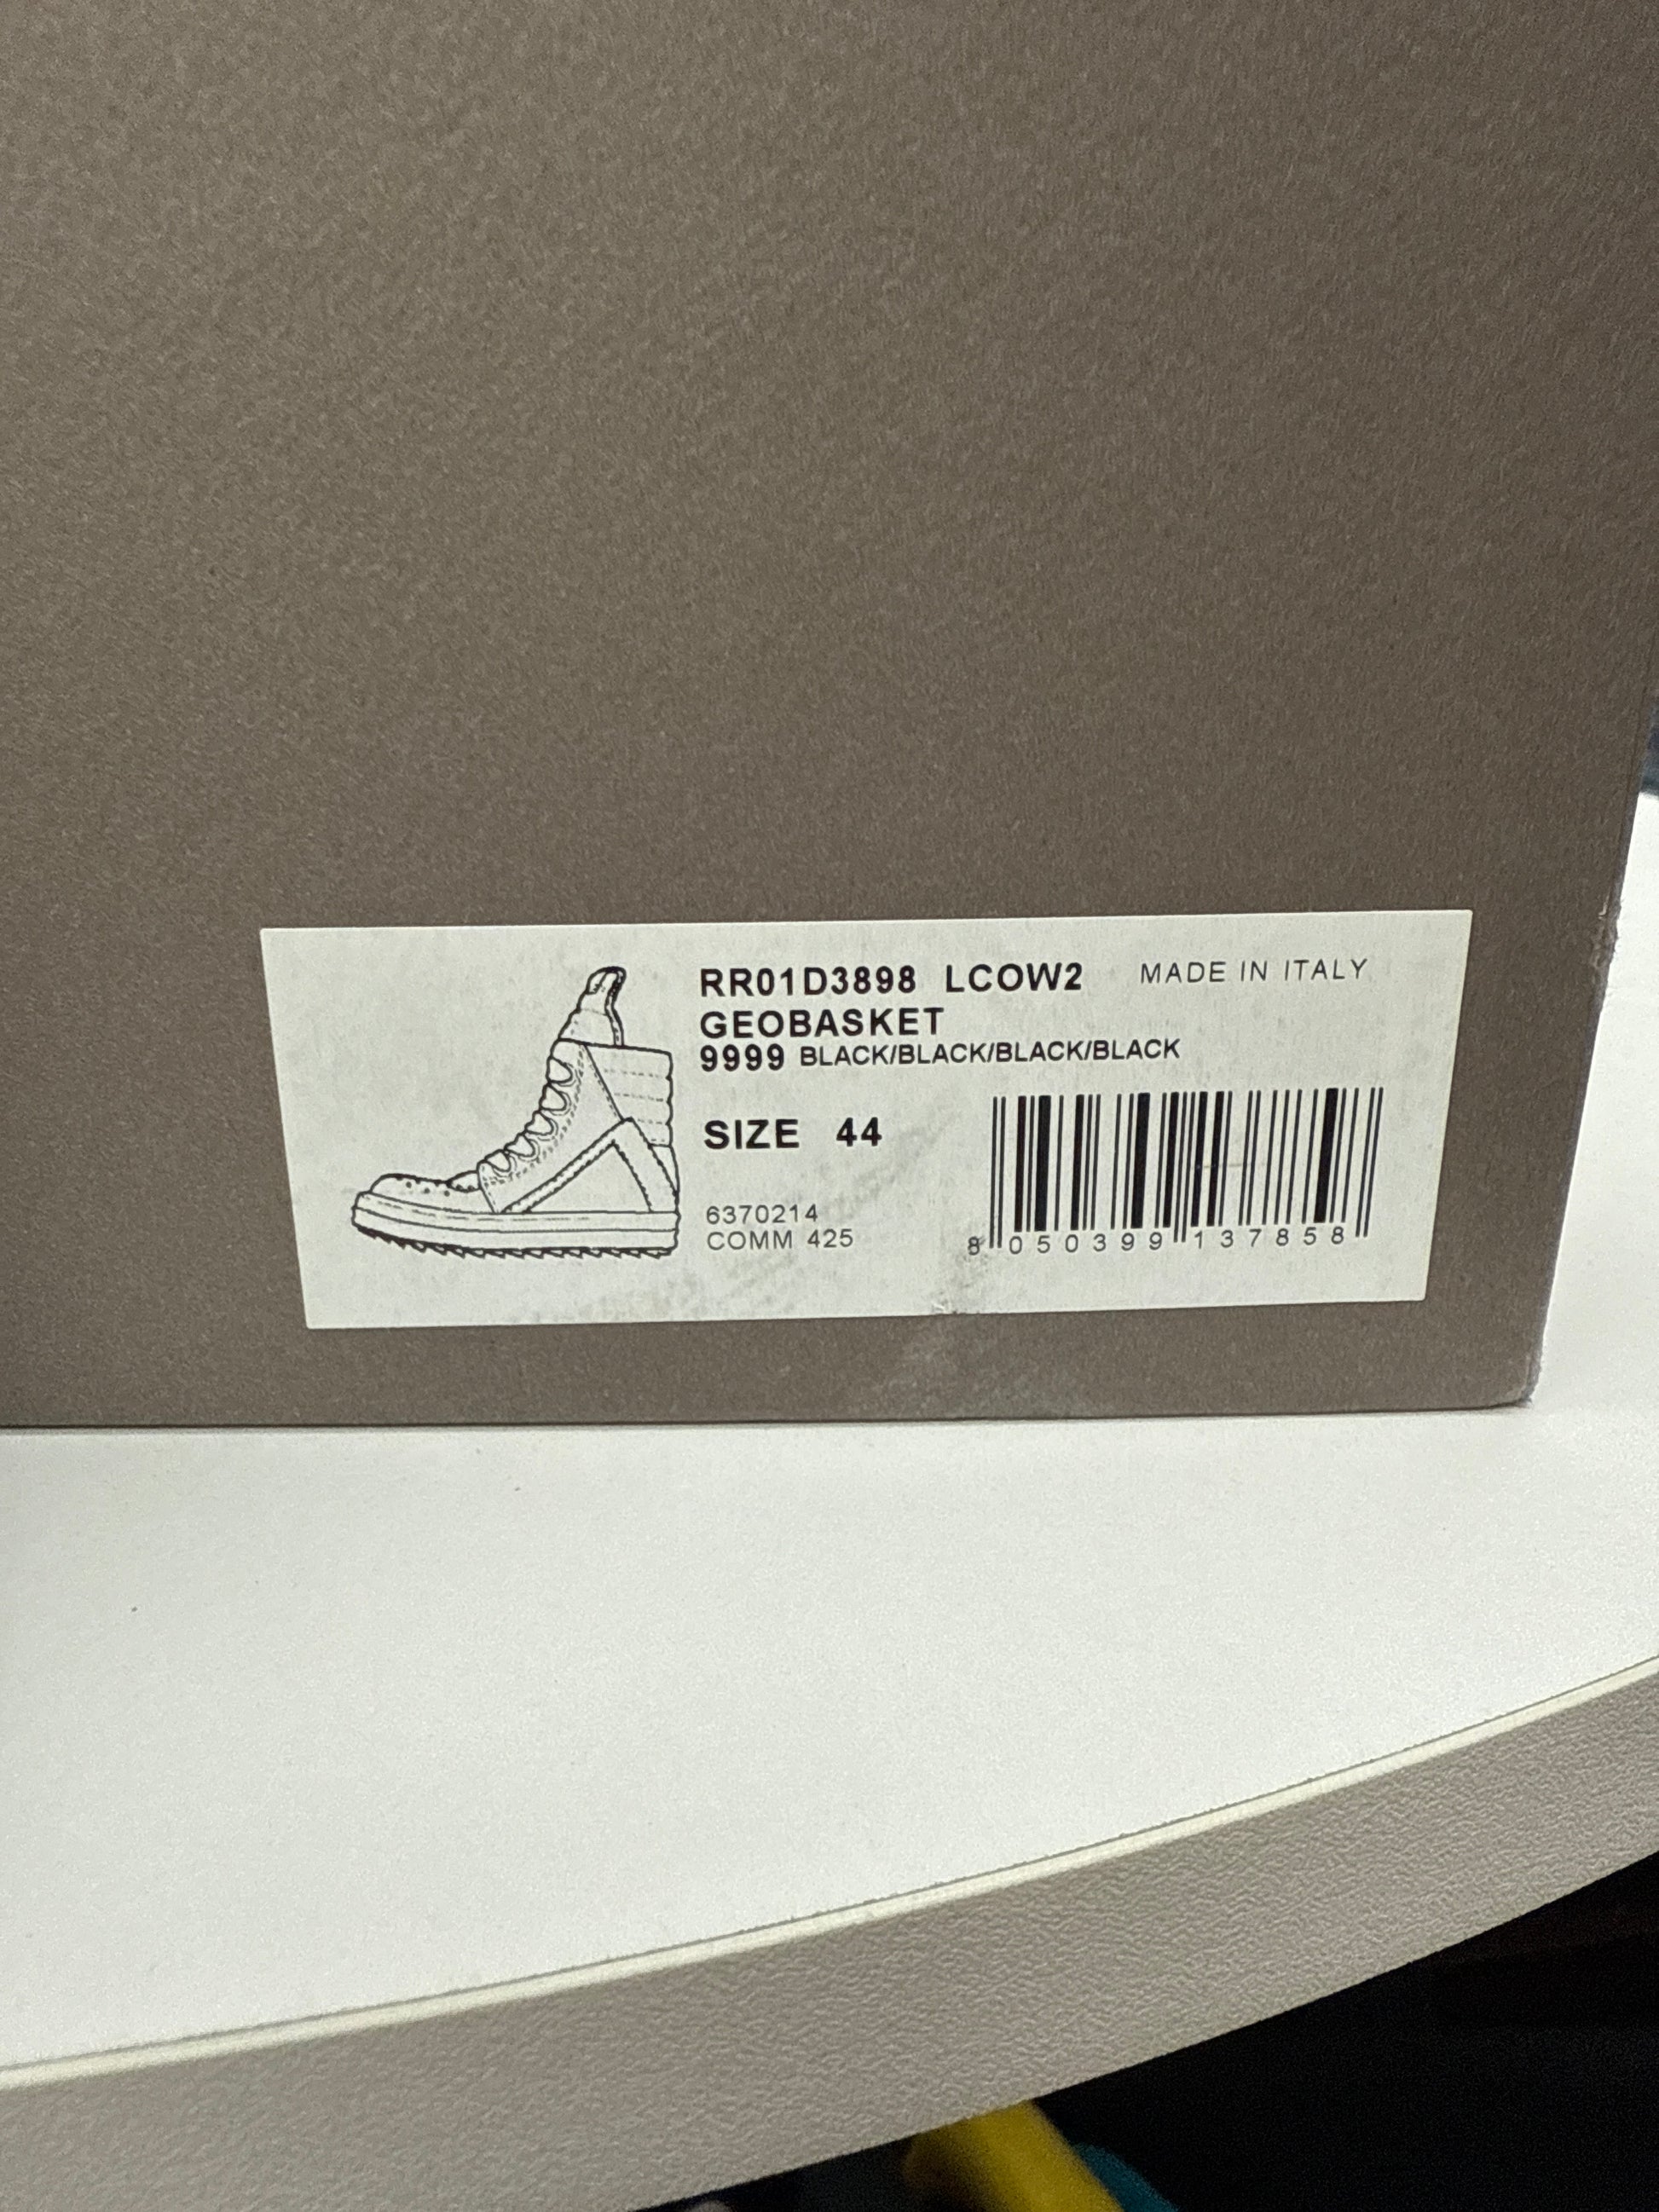 RR01D3898 LCOW2 MADE IN ITALY
GEOBASKET
9999 BLACK/BLACK/BLACK/BLACK
SIZE 44
6370214
COMM 425
8 050399 137858